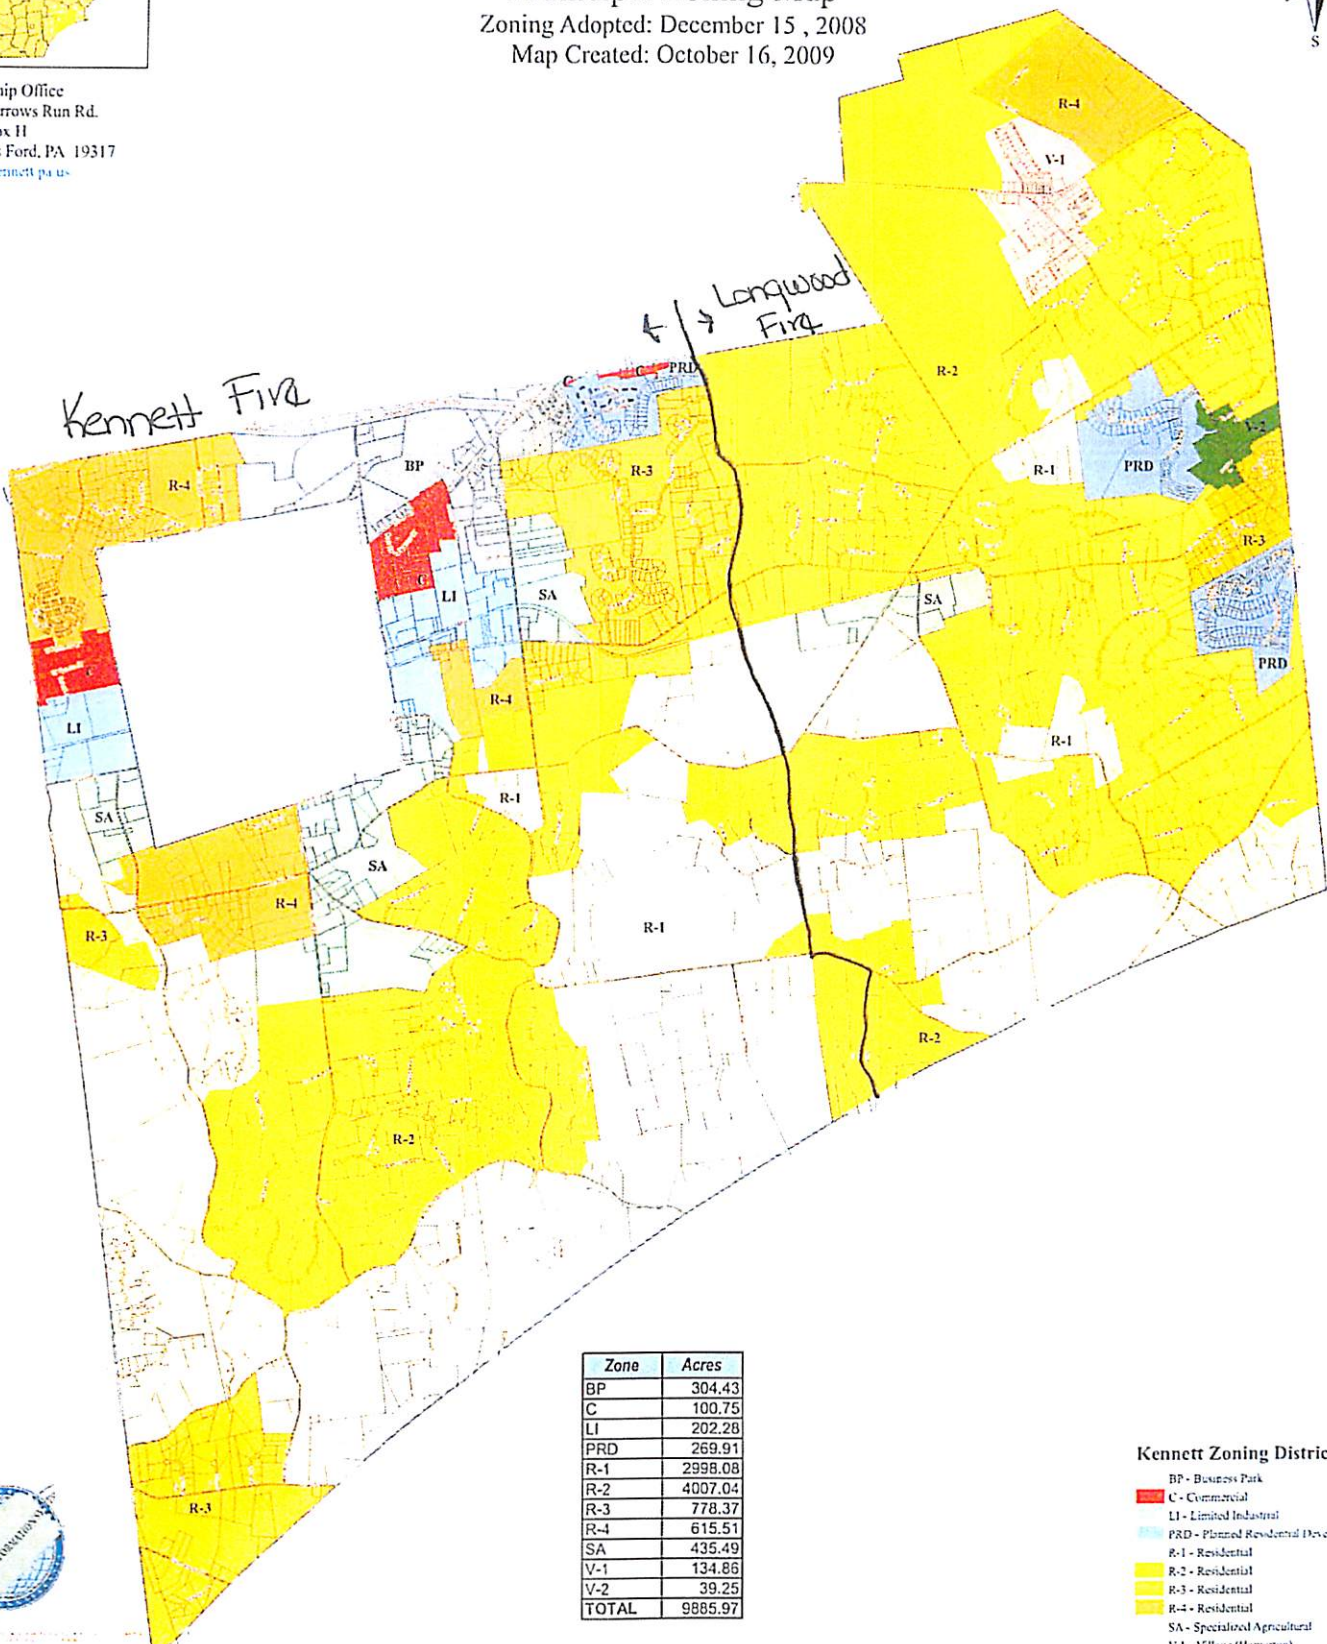 Zoning Adopted: December 15 , 2008
Map Created: October 16, 2009
S
Office
Run Rd.
H
Ford, PA 19317
R-4
V-1
Longwood
Fire
Kennett Fire
C
C
PRD
R-2
BP
R-4
R-3
R-1
PRD
V-2
R-3
C
LI
SA
SA
C
R-4
PRD
LI
R-1
R-1
SA
SA
R-4
R-3
R-1
R-2
R-2
R-3
Zone Acres
BP 304.43
C 100.75
LI 202.28
PRD 269.91
R-1 2998.08
R-2 4007.04
R-3 778.37
R-4 615.51
SA 435.49
V-1 134.86
V-2 39.25
TOTAL 9885.97
Kennett Zoning
BP - Business Park
C - Commercial
LI - Limited Industrial
PRD - Planned Residential
R-1 - Residential
R-2 - Residential
R-3 - Residential
R-4 - Residential
SA - Specialized Agricultural